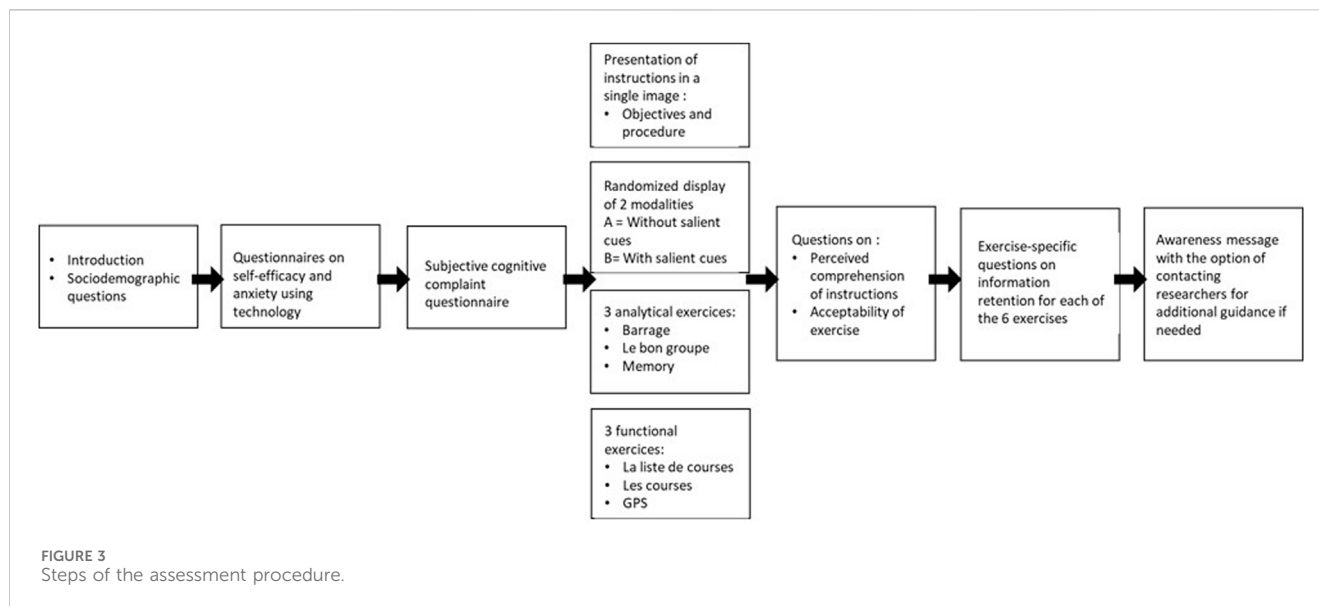 • Introduction
• Sociodemographic
questions
Questionnaires on
self-efficacy and
anxiety using
technology
Subjective cognitive
complaint
questionnaire
Presentation of
instructions in a
single image :
• Objectives and
procedure
Randomized display
of 2 modalities
A = Without salient
cues
B= With salient cues
3 analytical exercises:
• Barrage
• Le bon groupe
• Memory
3 functional
exercices:
• La liste de courses
• Les courses
• GPS
Questions on :
• Perceived
comprehension
of instructions
• Acceptability of
exercise
Exercise-specific
questions on
information
retention for each of
the 6 exercises
Awareness message
with the option of
contacting
researchers for
additional guidance if
needed
FIGURE 3
Steps of the assessment procedure.